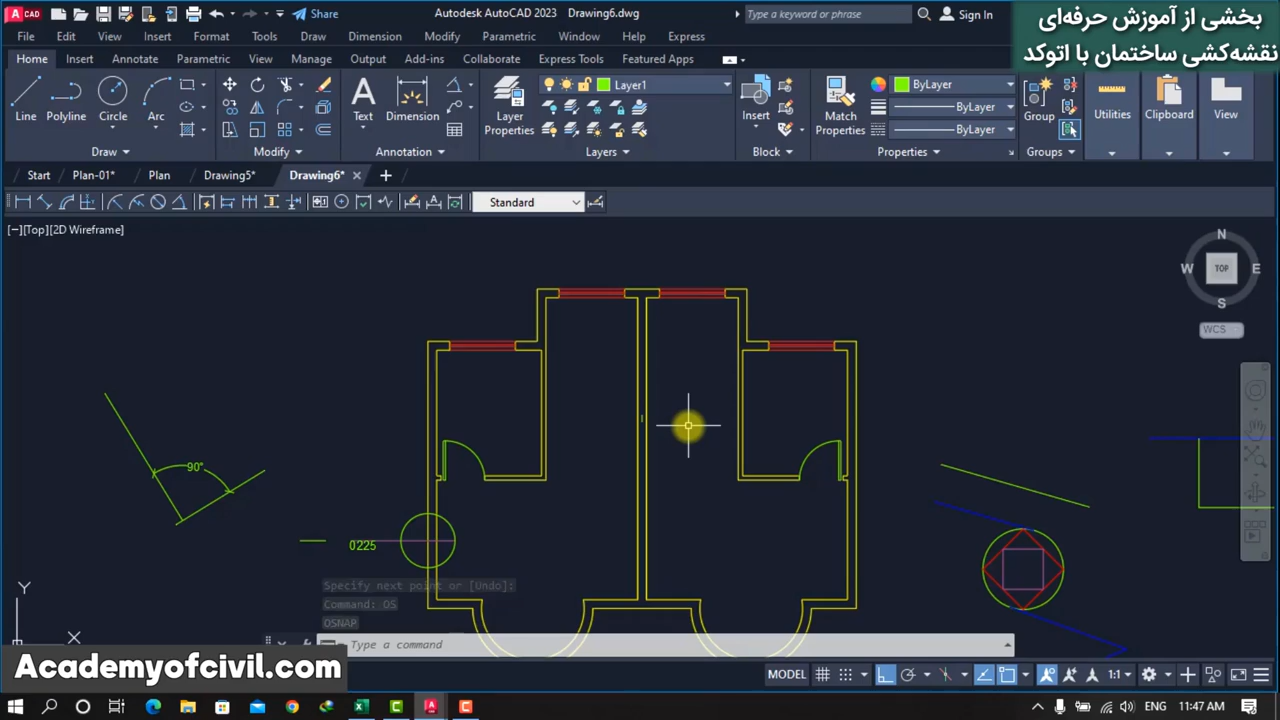 بخشی از آموزش حرفه‌ای
نقشه‌کشی ساختمان با اتوکد
CAD
Share
Autodesk AutoCAD 2023 Drawing6.dwg
Type a keyword or phrase
Sign In
File Edit View Insert Format Tools Draw Dimension Modify Parametric Window Help Express
Home Insert Annotate Parametric View Manage Output Add-ins Collaborate Express Tools Featured Apps
Line Polyline Circle Arc
Text Dimension
Layer Properties
Layer1
Insert
Match Properties
ByLayer
ByLayer
ByLayer
Group
Utilities
Clipboard
View
Draw Modify Annotation Layers Block Properties Groups
Start Plan-01* Plan Drawing5* Drawing6*
Standard
[−][Top][2D Wireframe]
N
W TOP E
S
WCS
90°
0225
Y
X
Specify next point or [Undo]:
Command: OS
OSNAP
Type a command
Academyofcivil.com
MODEL
1:1
ENG 11:47 AM